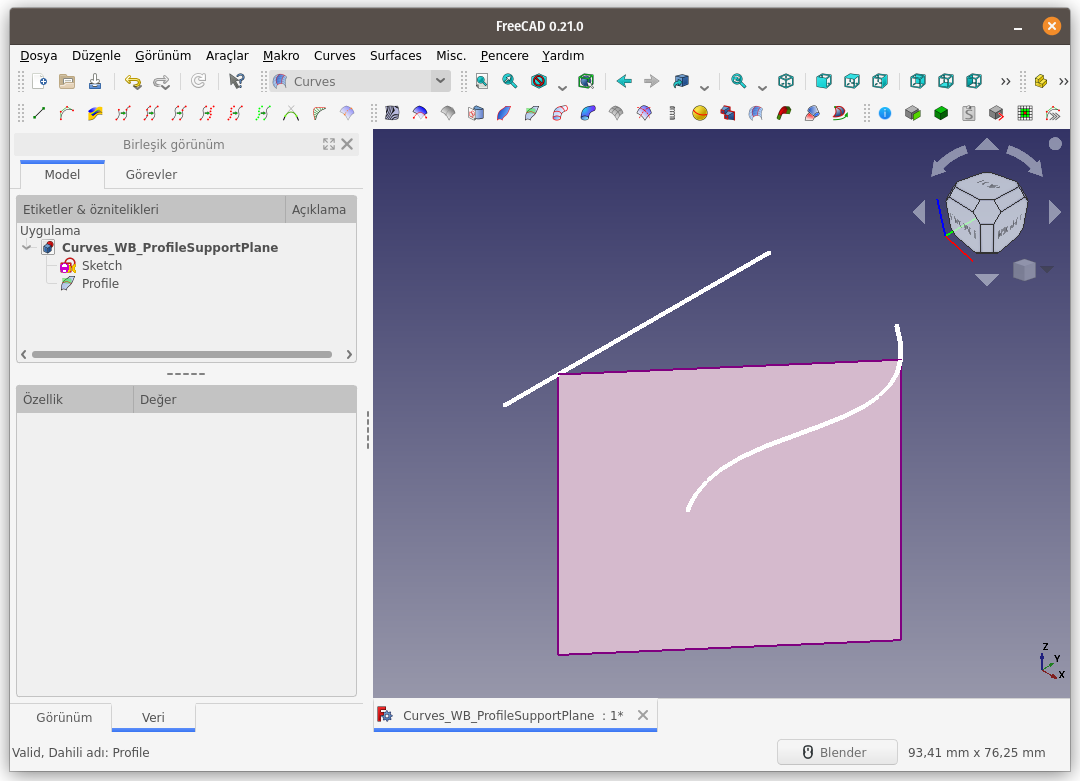 FreeCAD 0.21.0
Dosya Düzenle Görünüm Araçlar Makro Curves Surfaces Misc. Pencere Yardım
Curves
Birleşik görünüm
Model Görevler
Etiketler & öznitelikleri Açıklama
Uygulama
Curves_WB_ProfileSupportPlane
Sketch
Profile
Özellik Değer
Z
Y
X
Görünüm Veri
Curves_WB_ProfileSupportPlane : 1*
Valid, Dahili adı: Profile
Blender 93,41 mm x 76,25 mm